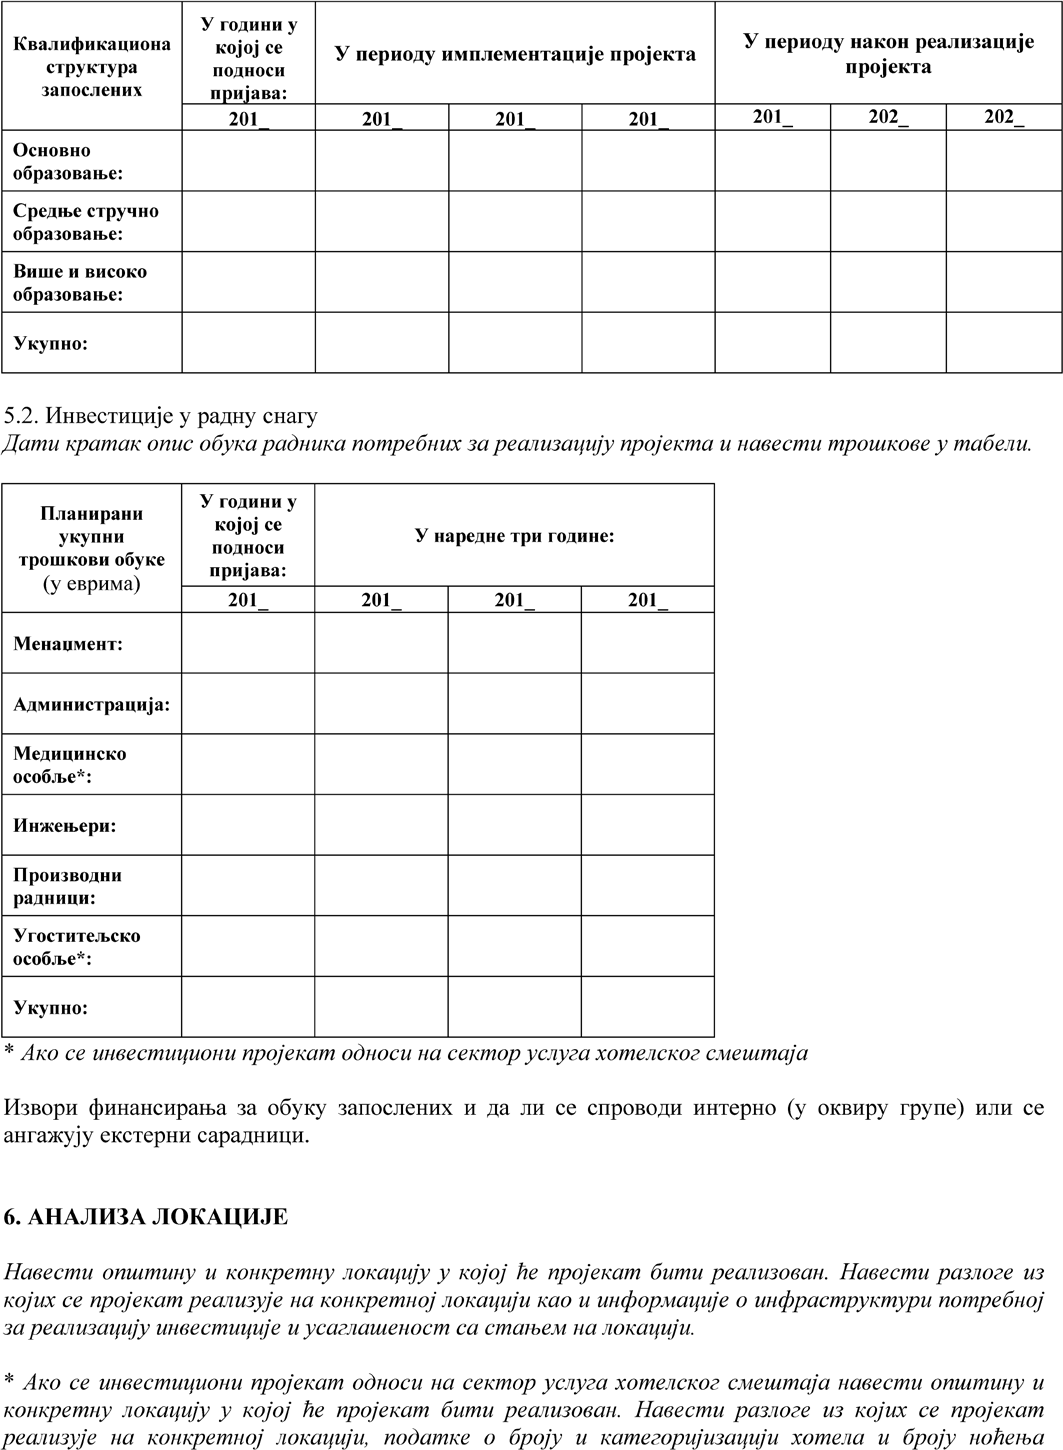 Квалификациона
структура
запослених
У години у
којој се
подноси
пријава:
У периоду имплементације пројекта
У периоду након реализације
пројекта
201_ 201_ 201_ 201_ 201_ 202_ 202_
Основно
образовање:
Средње стручно
образовање:
Више и високо
образовање:
Укупно:
5.2. Инвестиције у радну снагу
Дати кратак опис обука радника потребних за реализацију пројекта и навести трошкове у табели.
Планирани
укупни
трошкови обуке
(у еврима)
У години у
којој се
подноси
пријава:
У наредне три године:
201_ 201_ 201_ 201_
Менаџмент:
Администрација:
Медицинско
особље*:
Инжењери:
Производни
радници:
Угоститељско
особље*:
Укупно:
* Ако се инвестициони пројекат односи на сектор услуга хотелског смештаја
Извори финансирања за обуку запослених и да ли се спроводи интерно (у оквиру групе) или се
ангажују екстерни сарадници.
6. АНАЛИЗА ЛОКАЦИЈЕ
Навести општину и конкретну локацију у којој ће пројекат бити реализован. Навести разлоге из
којих се пројекат реализује на конкретној локацији као и информације о инфраструктури потребној
за реализацију инвестиције и усаглашеност са стањем на локацији.
* Ако се инвестициони пројекат односи на сектор услуга хотелског смештаја навести општину и
конкретну локацију у којој ће пројекат бити реализован. Навести разлоге из којих се пројекат
реализује на конкретној локацији, податке о броју и категоријизацији хотела и броју ноћења